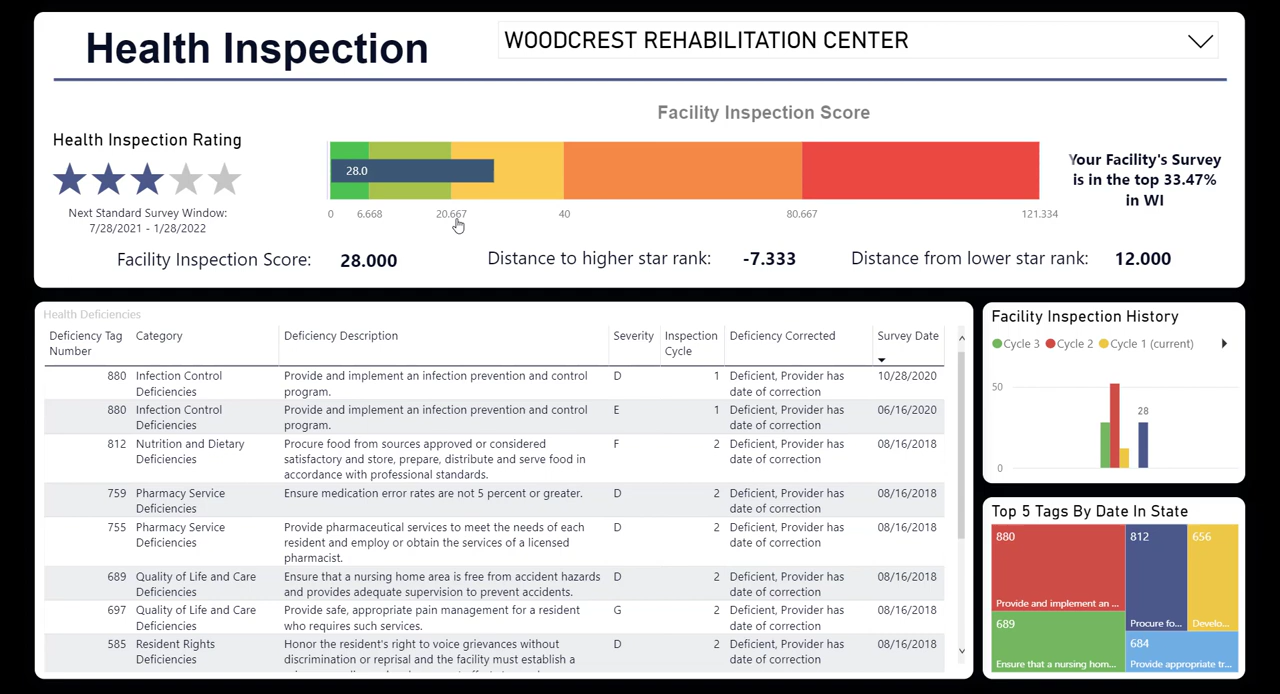 Health Inspection
WOODCREST REHABILITATION CENTER
Facility Inspection Score
Health Inspection Rating
28.0
0 6.668 20.667 40 80.667 121.334
Your Facility's Survey
is in the top 33.47%
in WI
Next Standard Survey Window:
7/28/2021 - 1/28/2022
Facility Inspection Score: 28.000 Distance to higher star rank: -7.333 Distance from lower star rank: 12.000
Health Deficiencies
Deficiency Tag Category Deficiency Description Severity Inspection Deficiency Corrected Survey Date
Number Cycle
880 Infection Control Provide and implement an infection prevention and control D 1 Deficient, Provider has 10/28/2020
Deficiencies program. date of correction
880 Infection Control Provide and implement an infection prevention and control E 1 Deficient, Provider has 06/16/2020
Deficiencies program. date of correction
812 Nutrition and Dietary Procure food from sources approved or considered F 2 Deficient, Provider has 08/16/2018
Deficiencies satisfactory and store, prepare, distribute and serve food in date of correction
accordance with professional standards.
759 Pharmacy Service Ensure medication error rates are not 5 percent or greater. D 2 Deficient, Provider has 08/16/2018
Deficiencies date of correction
755 Pharmacy Service Provide pharmaceutical services to meet the needs of each D 2 Deficient, Provider has 08/16/2018
Deficiencies resident and employ or obtain the services of a licensed date of correction
pharmacist.
689 Quality of Life and Care Ensure that a nursing home area is free from accident hazards D 2 Deficient, Provider has 08/16/2018
Deficiencies and provides adequate supervision to prevent accidents. date of correction
697 Quality of Life and Care Provide safe, appropriate pain management for a resident G 2 Deficient, Provider has 08/16/2018
Deficiencies who requires such services. date of correction
585 Resident Rights Honor the resident's right to voice grievances without D 2 Deficient, Provider has 08/16/2018
Deficiencies discrimination or reprisal and the facility must establish a date of correction
Facility Inspection History
Cycle 3 Cycle 2 Cycle 1 (current)
50
28
0
Top 5 Tags By Date In State
880 812 656
Provide and implement an ... Procure fo... Develo...
689 684
Ensure that a nursing hom... Provide appropriate tr...